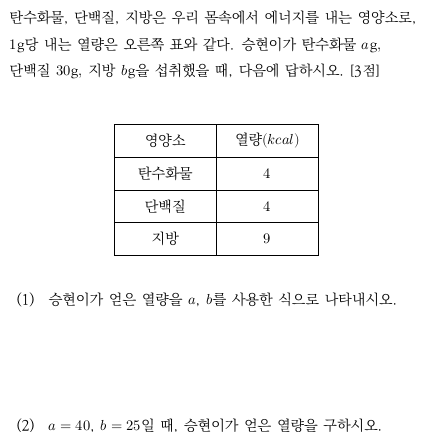 탄수화물, 단백질, 지방은 우리 몸속에서 에너지를 내는 영양소로,
1g당 내는 열량은 오른쪽 표와 같다. 승현이가 탄수화물 ag,
단백질 30g, 지방 bg을 섭취했을 때, 다음에 답하시오. [3점]
영양소 열량(kcal)
탄수화물 4
단백질 4
지방 9
(1) 승현이가 얻은 열량을 a, b를 사용한 식으로 나타내시오.
(2) a = 40, b = 25일 때, 승현이가 얻은 열량을 구하시오.